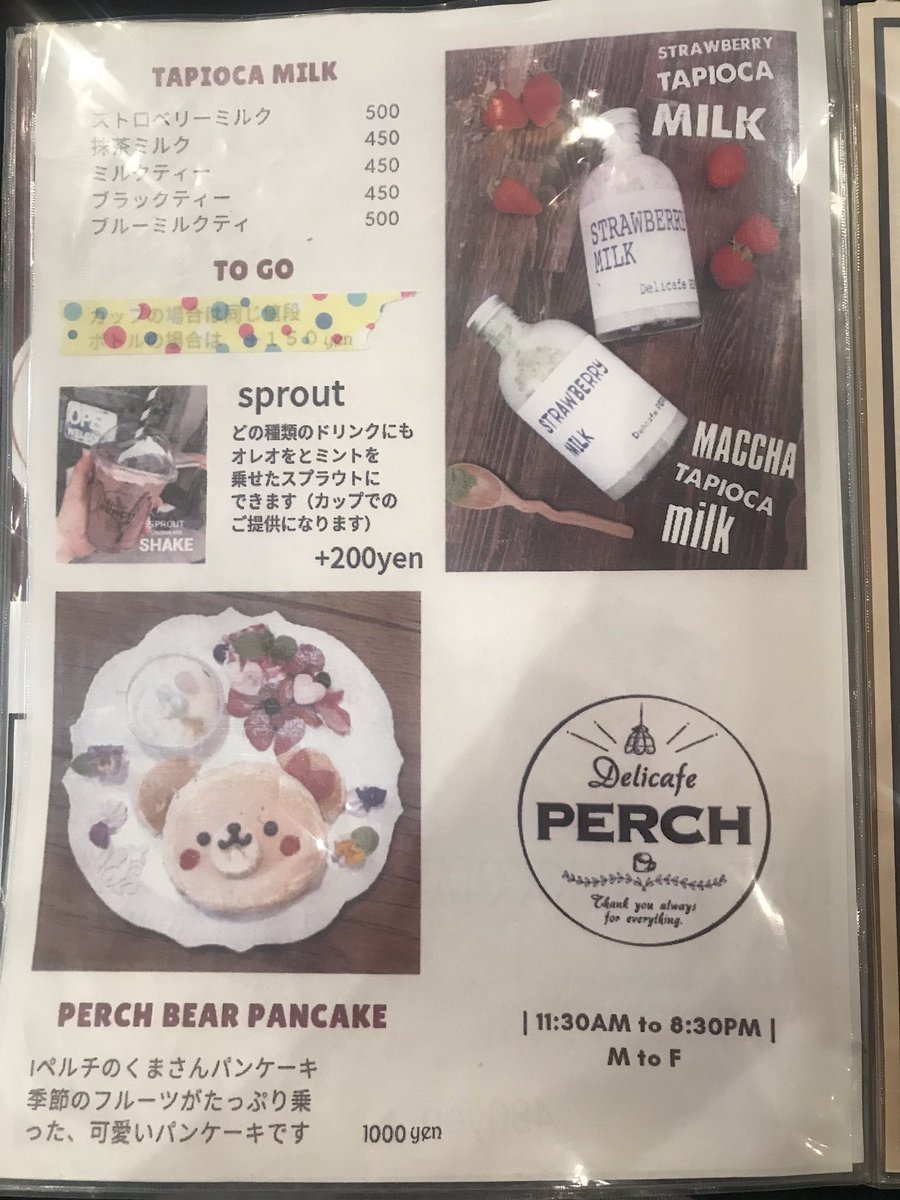 TAPIOCA MILK
ストロベリーミルク 500
抹茶ミルク 450
ミルクティー 450
ブラックティー 450
ブルーミルクティ 500
TO GO
カップの場合は同じ値段
ボトルの場合は +150yen
sprout
どの種類のドリンクにも
オレオをとミントを
乗せたスプラウトに
できます（カップでの
ご提供になります）
+200yen
SPROUT
SHAKE
STRAWBERRY
TAPIOCA
MILK
STRAWBERRY
MILK
Delicafe
STRAWBERRY
MILK
Delicafe
MACCHA
TAPIOCA
milk
PERCH BEAR PANCAKE
ペルチのくまさんパンケーキ
季節のフルーツがたっぷり乗
った、可愛いパンケーキです
1000 yen
Delicafe
PERCH
Thank you always
for everything.
| 11:30AM to 8:30PM |
M to F